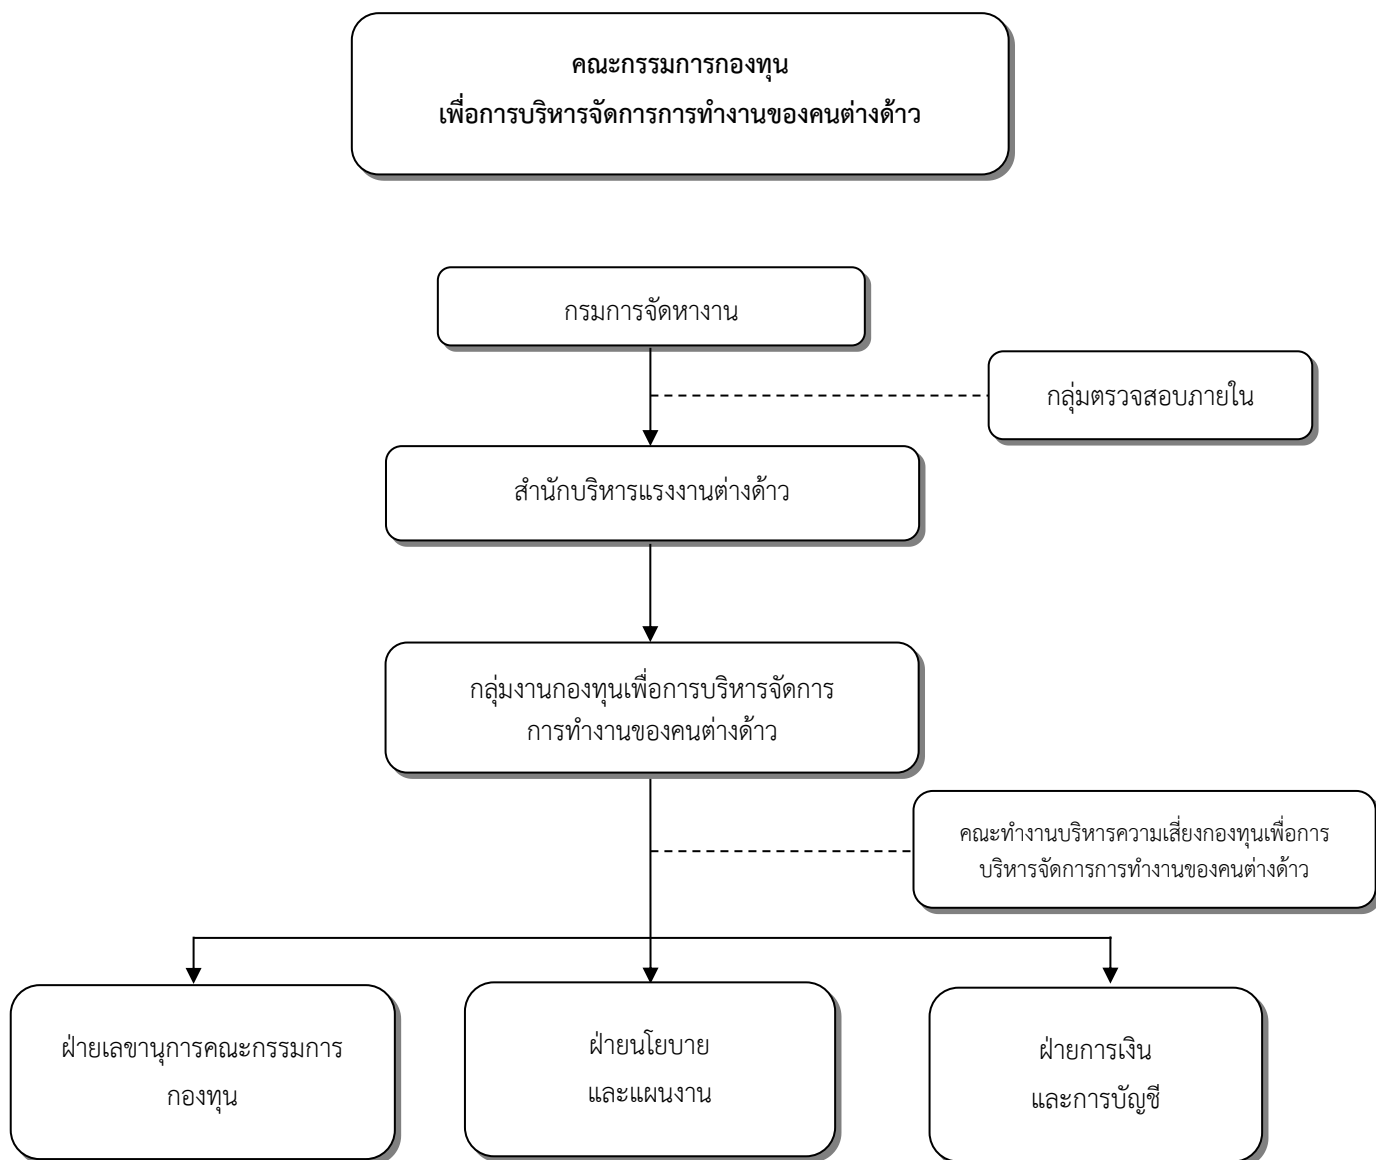 คณะกรรมการกองทุน
เพื่อการบริหารจัดการการทำงานของคนต่างด้าว
กรมการจัดหางาน
กลุ่มตรวจสอบภายใน
สำนักบริหารแรงงานต่างด้าว
กลุ่มงานกองทุนเพื่อการบริหารจัดการ
การทำงานของคนต่างด้าว
คณะทำงานบริหารความเสี่ยงกองทุนเพื่อการ
บริหารจัดการการทำงานของคนต่างด้าว
ฝ่ายเลขานุการคณะกรรมการ
กองทุน
ฝ่ายนโยบาย
และแผนงาน
ฝ่ายการเงิน
และการบัญชี